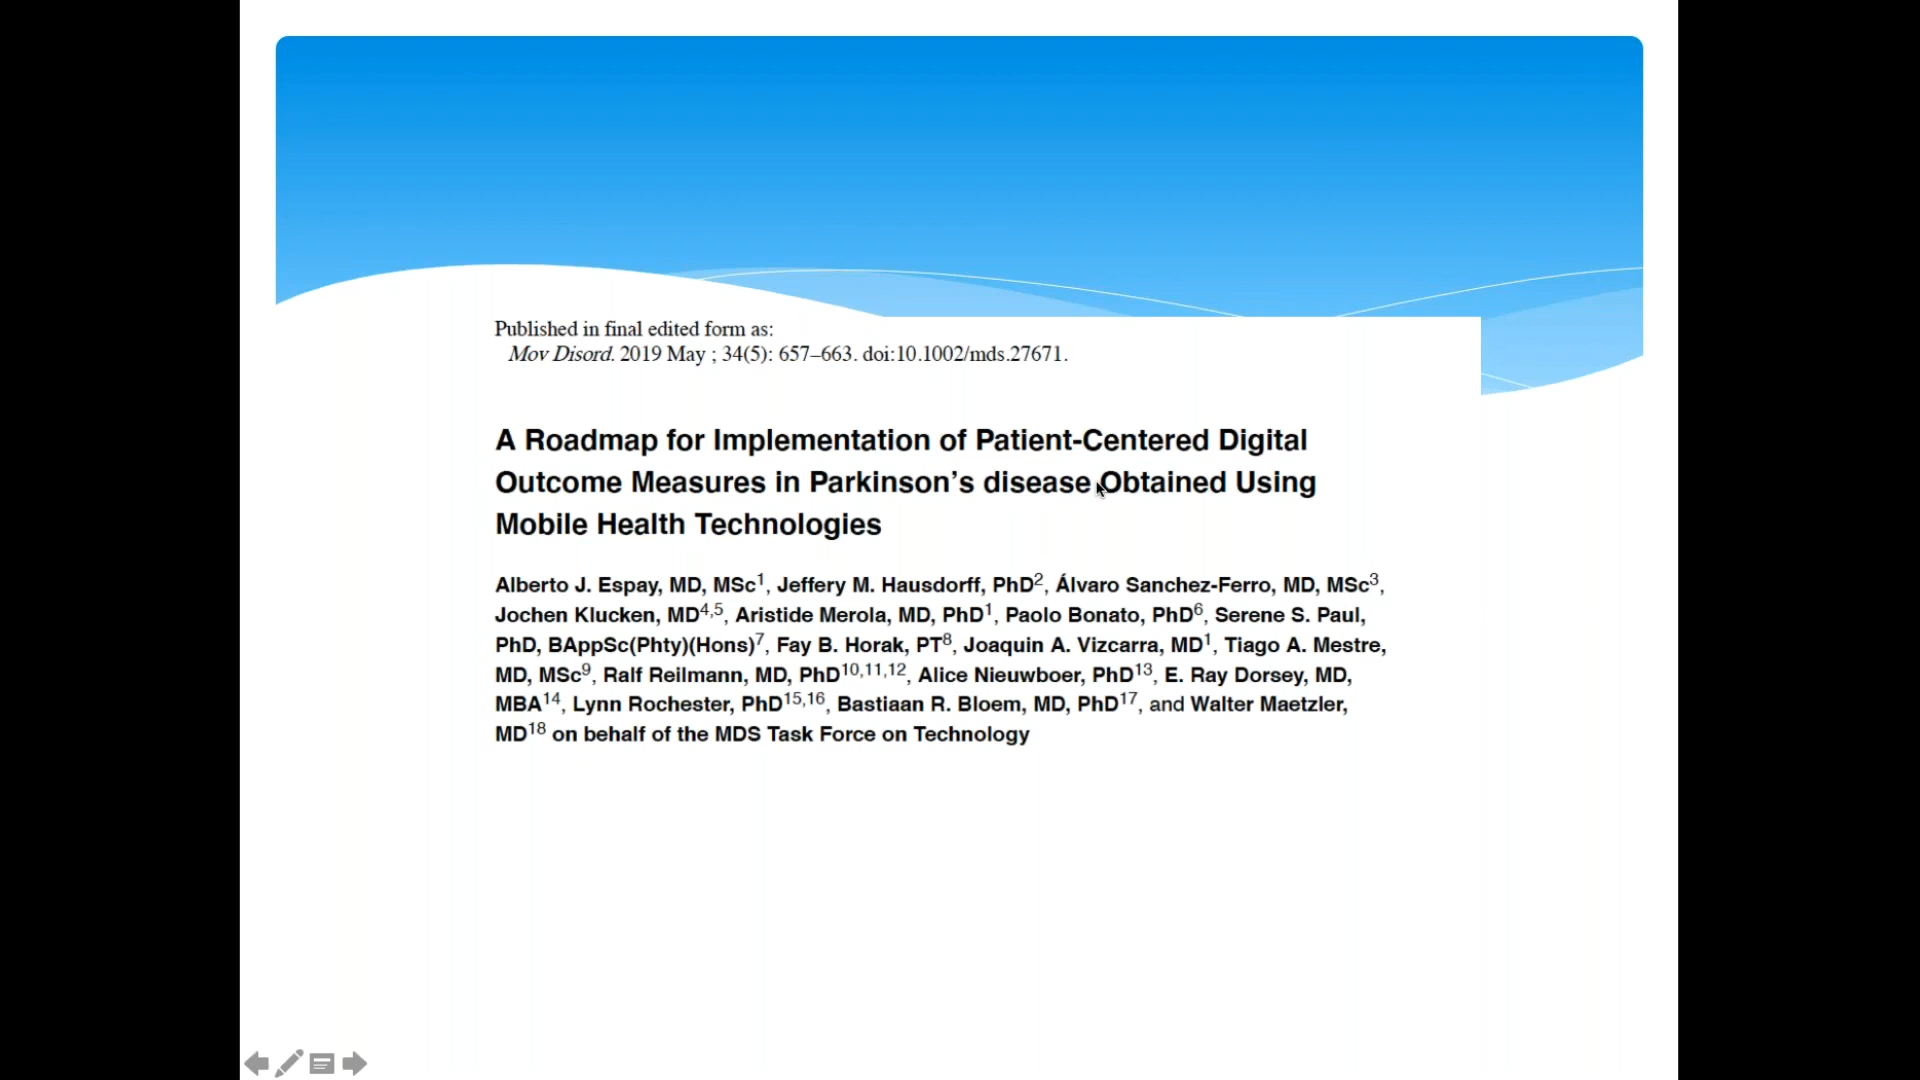 Published in final edited form as:
Mov Disord. 2019 May ; 34(5): 657–663. doi:10.1002/mds.27671.
A Roadmap for Implementation of Patient-Centered Digital
Outcome Measures in Parkinson’s disease Obtained Using
Mobile Health Technologies
Alberto J. Espay, MD, MSc1, Jeffery M. Hausdorff, PhD2, Álvaro Sanchez-Ferro, MD, MSc3,
Jochen Klucken, MD4,5, Aristide Merola, MD, PhD1, Paolo Bonato, PhD6, Serene S. Paul,
PhD, BAppSc(Phty)(Hons)7, Fay B. Horak, PT8, Joaquin A. Vizcarra, MD1, Tiago A. Mestre,
MD, MSc9, Ralf Reilmann, MD, PhD10,11,12, Alice Nieuwboer, PhD13, E. Ray Dorsey, MD,
MBA14, Lynn Rochester, PhD15,16, Bastiaan R. Bloem, MD, PhD17, and Walter Maetzler,
MD18 on behalf of the MDS Task Force on Technology